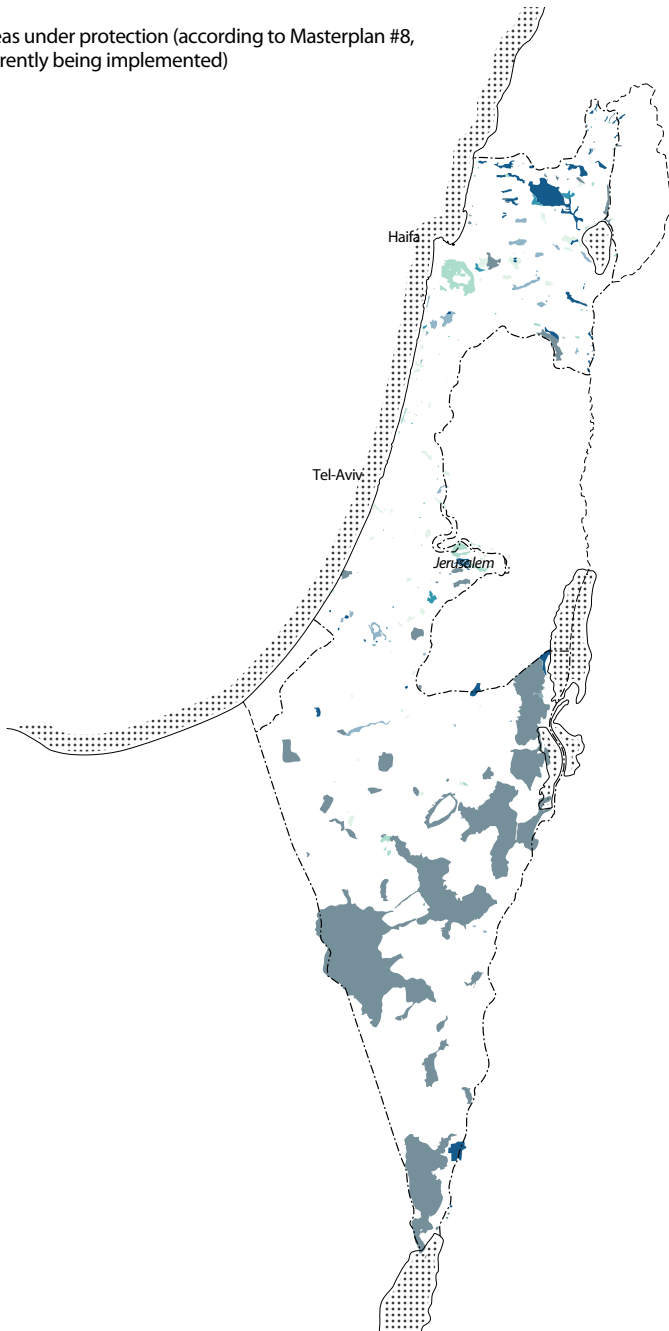 eas under protection (according to Masterplan #8,
rently being implemented)
Haifa
Tel-Aviv
Jerusalem